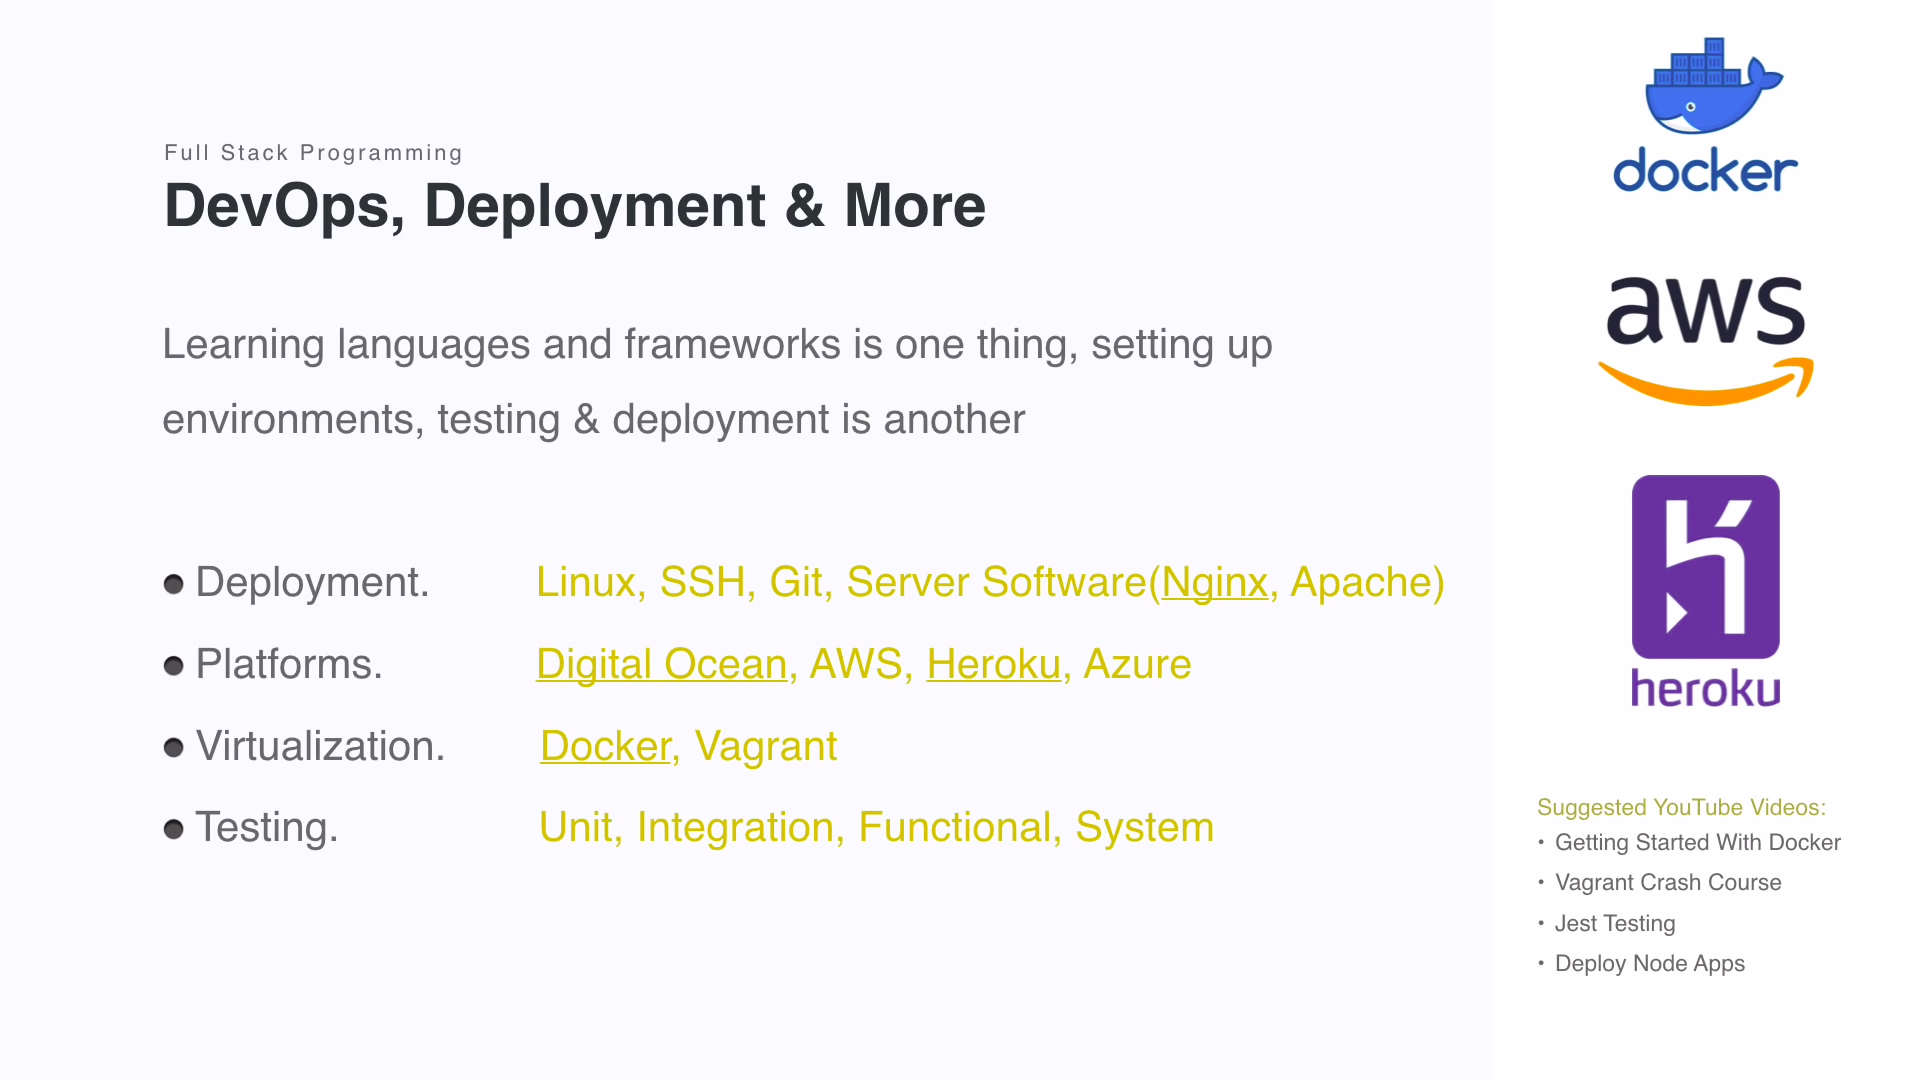 Full Stack Programming
DevOps, Deployment & More
Learning languages and frameworks is one thing, setting up
environments, testing & deployment is another
Deployment. Linux, SSH, Git, Server Software(Nginx, Apache)
Platforms. Digital Ocean, AWS, Heroku, Azure
Virtualization. Docker, Vagrant
Testing. Unit, Integration, Functional, System
docker
aws
heroku
Suggested YouTube Videos:
• Getting Started With Docker
• Vagrant Crash Course
• Jest Testing
• Deploy Node Apps